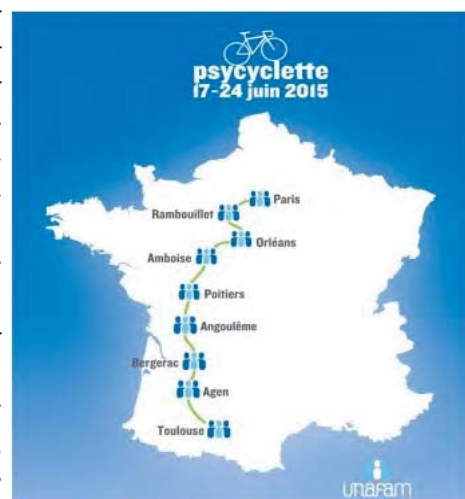 psycyclette
17-24 juin 2015
Paris
Rambouillet
Orléans
Amboise
Poitiers
Angoulême
Bergerac
Agen
Toulouse
unafam